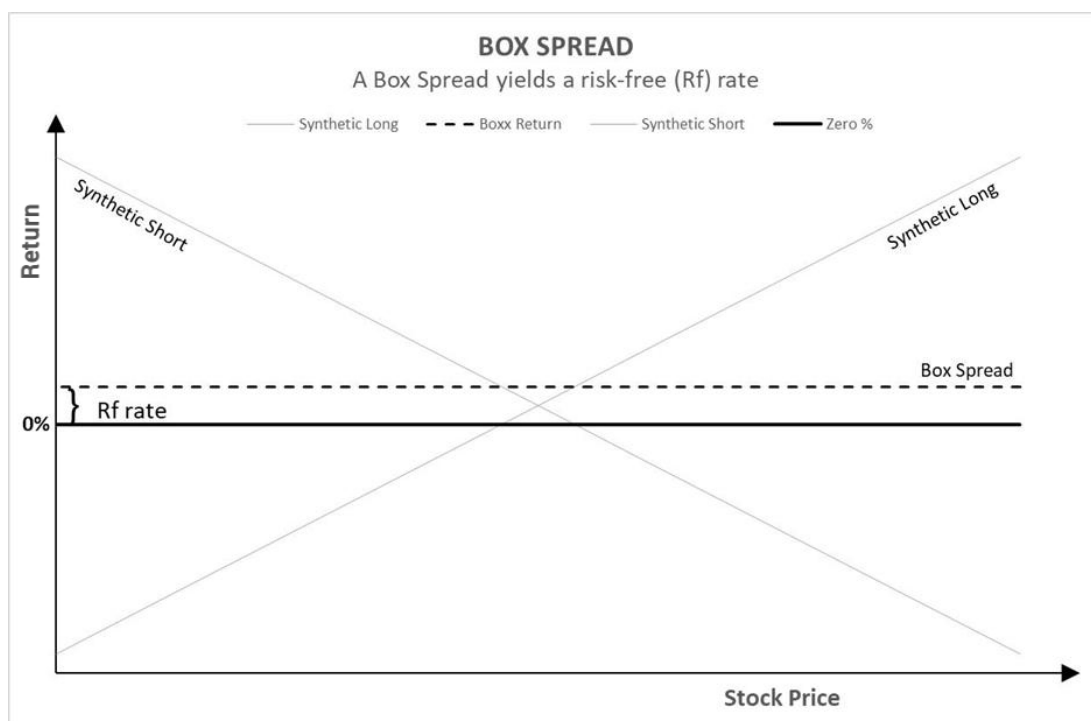 BOX SPREAD
A Box Spread yields a risk-free (Rf) rate
Synthetic Long Boxx Return Synthetic Short Zero %
Synthetic Short
Synthetic Long
Return
Box Spread
} Rf rate
0%
Stock Price